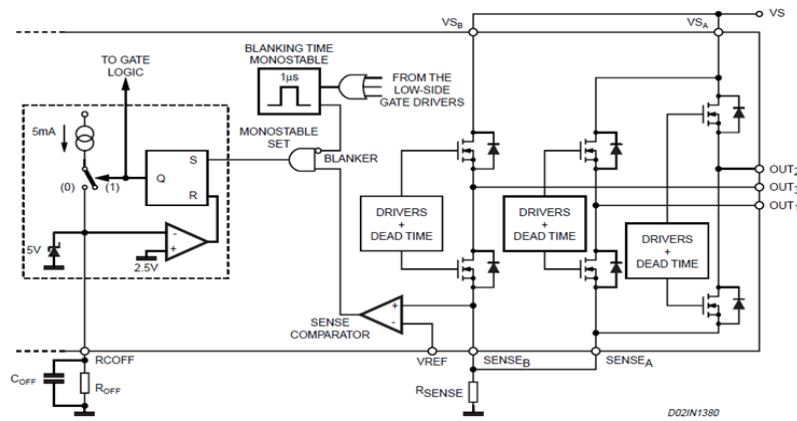 VS
VSB
VSA
BLANKING TIME
MONOSTABLE
TO GATE
LOGIC
1µs
FROM THE
LOW-SIDE
GATE DRIVERS
5mA
MONOSTABLE
SET
S
BLANKER
(0)
(1)
Q
R
OUT2
OUT3
OUT1
DRIVERS
+
DEAD TIME
DRIVERS
+
DEAD TIME
DRIVERS
+
DEAD TIME
-
+
5V
2.5V
+
-
SENSE
COMPARATOR
RCOFF
VREF
SENSEB
SENSEA
COFF
ROFF
RSENSE
D02IN1380